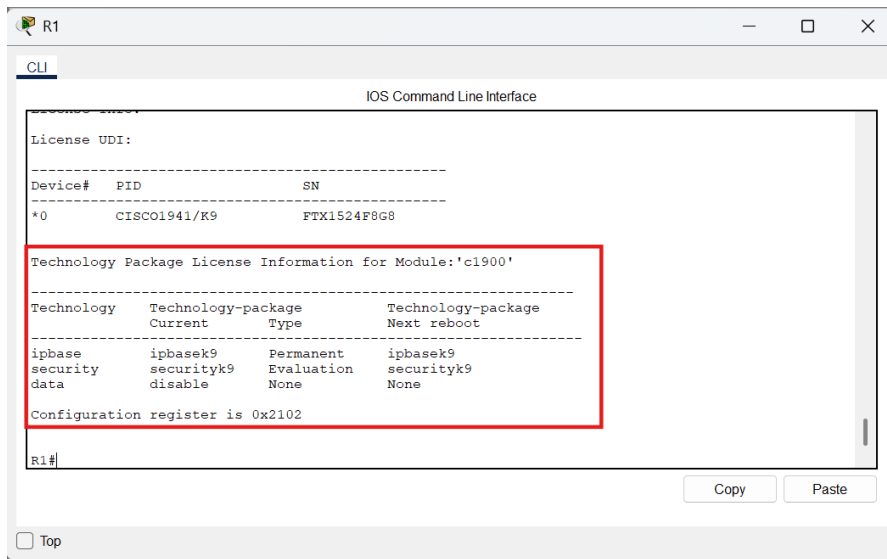 R1
CLI
IOS Command Line Interface
License UDI:
-------------------------------------------------
Device#   PID                   SN
-------------------------------------------------
*0        CISCO1941/K9          FTX1524F8G8
Technology Package License Information for Module:'c1900'
----------------------------------------------------------------
Technology    Technology-package          Technology-package
              Current       Type          Next reboot
-----------------------------------------------------------------
ipbase        ipbasek9      Permanent     ipbasek9
security      securityk9    Evaluation    securityk9
data          disable       None          None
Configuration register is 0x2102
R1#
Copy
Paste
Top